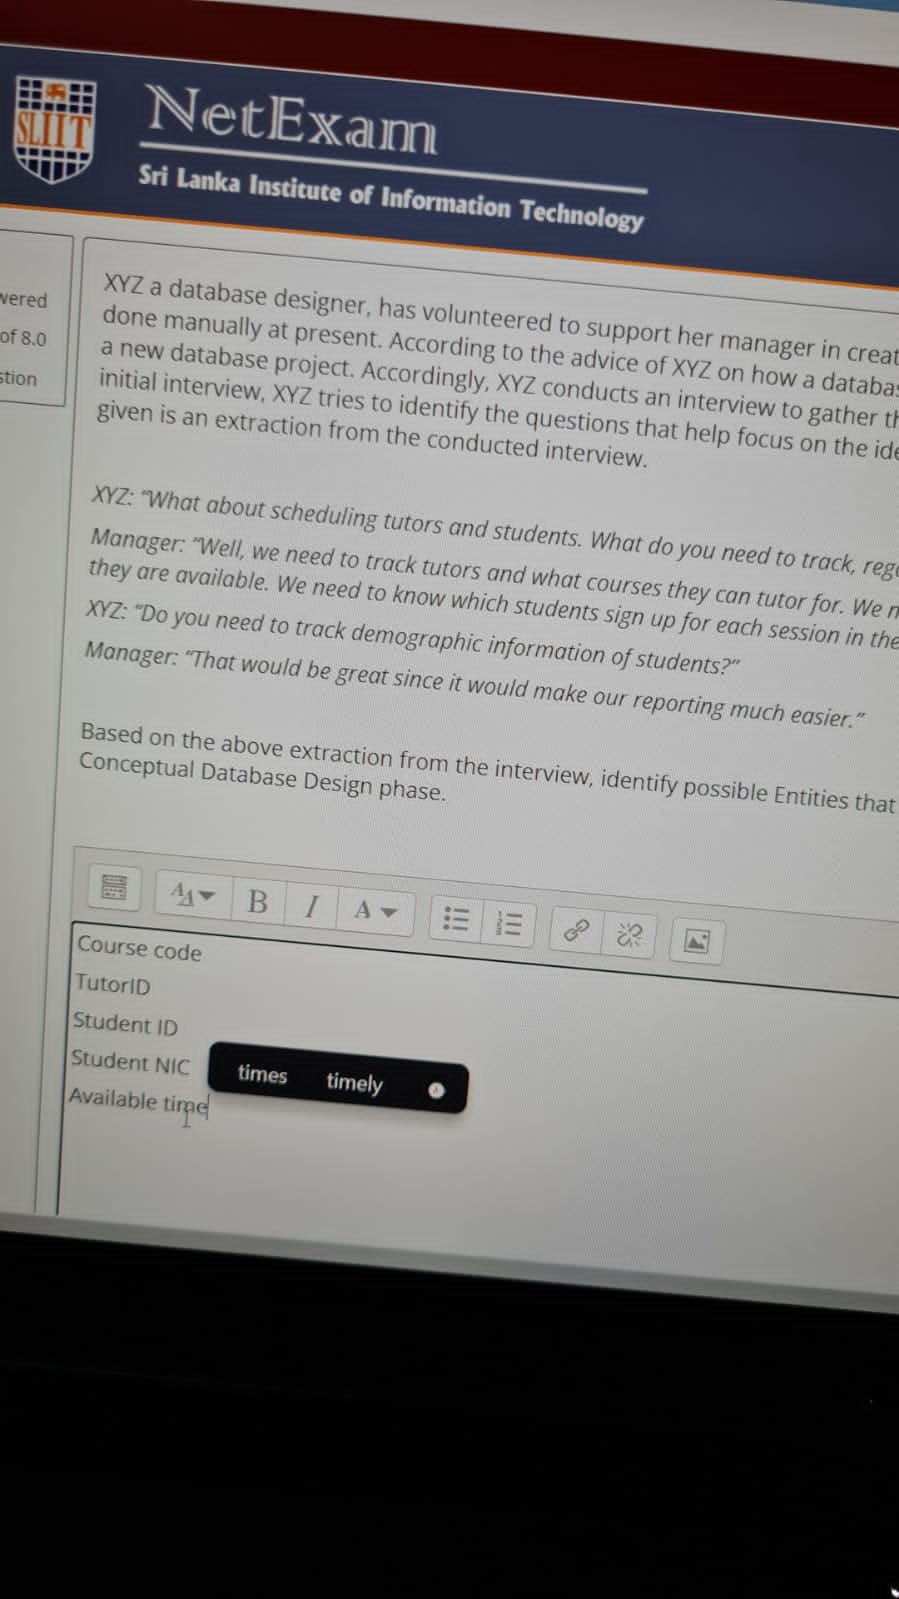 SLIIT
NetExam
Sri Lanka Institute of Information Technology
wered
of 8.0
stion
XYZ a database designer, has volunteered to support her manager in creat
done manually at present. According to the advice of XYZ on how a databas
a new database project. Accordingly, XYZ conducts an interview to gather th
initial interview, XYZ tries to identify the questions that help focus on the ide
given is an extraction from the conducted interview.
XYZ: “What about scheduling tutors and students. What do you need to track, rega
Manager: “Well, we need to track tutors and what courses they can tutor for. We n
they are available. We need to know which students sign up for each session in the
XYZ: “Do you need to track demographic information of students?”
Manager: “That would be great since it would make our reporting much easier.”
Based on the above extraction from the interview, identify possible Entities that
Conceptual Database Design phase.
B I A
Course code
TutorID
Student ID
Student NIC
times timely
Available time